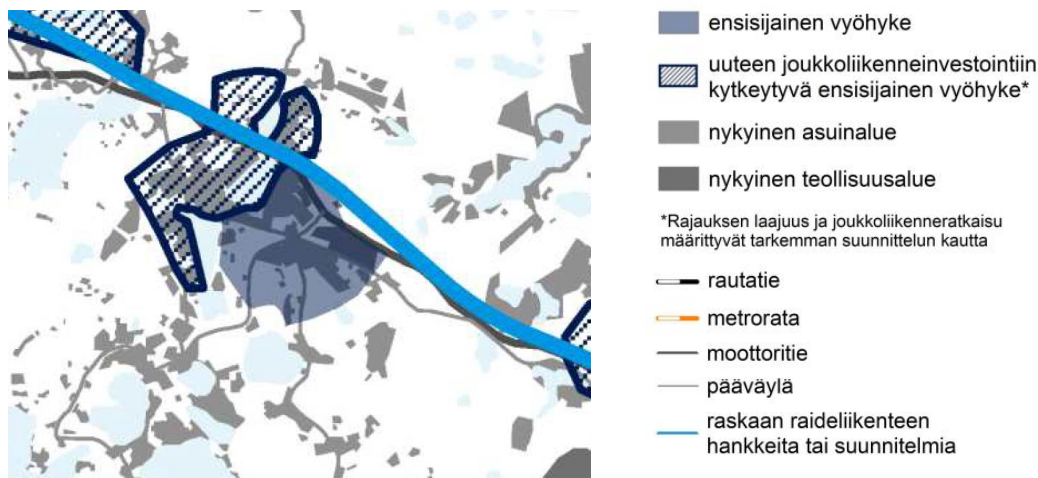 ensisijainen vyöhyke
uuteen joukkoliikenneinvestointiin
kytkeytyvä ensisijainen vyöhyke*
nykyinen asuinalue
nykyinen teollisuusalue
*Rajauksen laajuus ja joukkoliikenneratkaisu
määrittyvät tarkemman suunnittelun kautta
rautatie
metrorata
moottoritie
pääväylä
raskaan raideliikenteen
hankkeita tai suunnitelmia